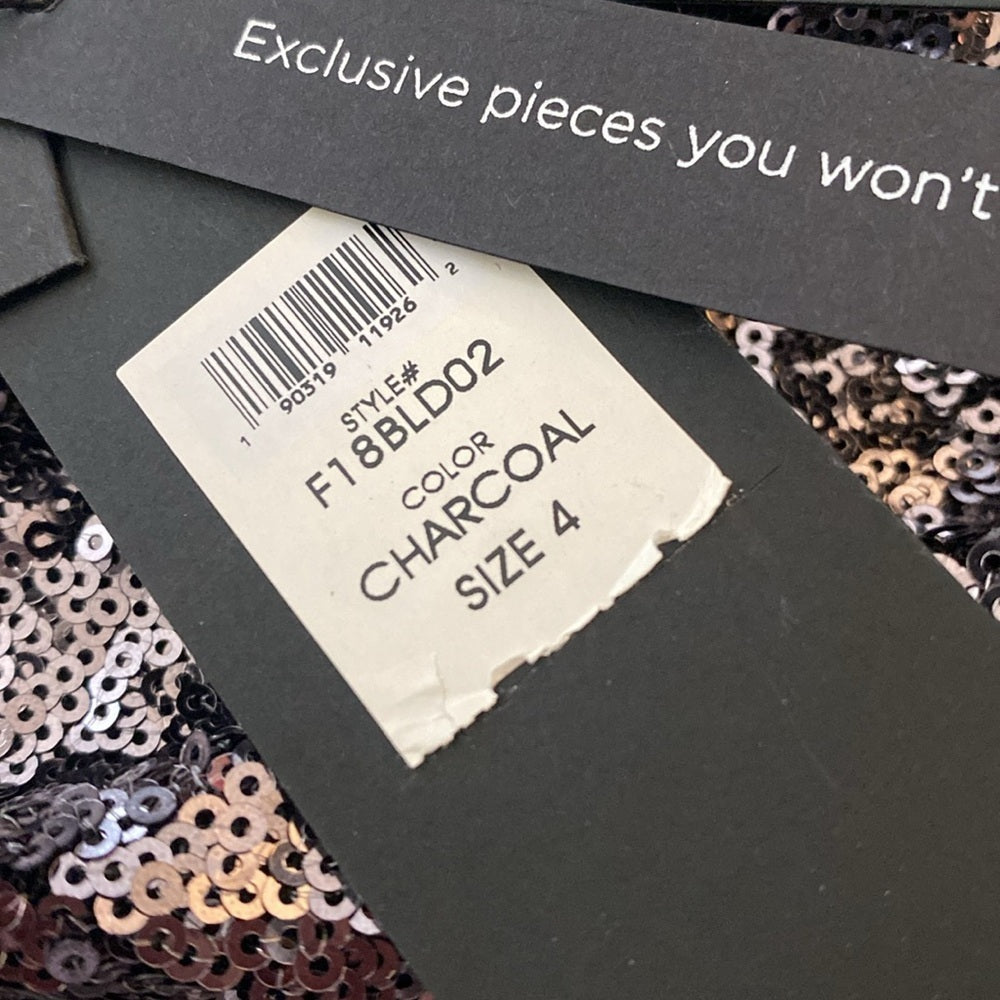 Exclusive pieces you won't
1 90319 11926 2
STYLE#
F18BLD02
COLOR
CHARCOAL
SIZE 4